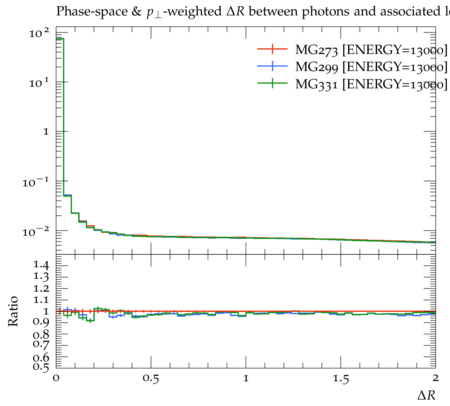 Phase-space & p⊥-weighted ΔR between photons and associated l
10²
MG273 [ENERGY=13000]
MG299 [ENERGY=13000]
MG331 [ENERGY=13000]
10¹
1
10⁻¹
10⁻²
1.4
1.3
1.2
1.1
1
0.9
0.8
0.7
0.6
0.5
Ratio
0 0.5 1 1.5 2
ΔR